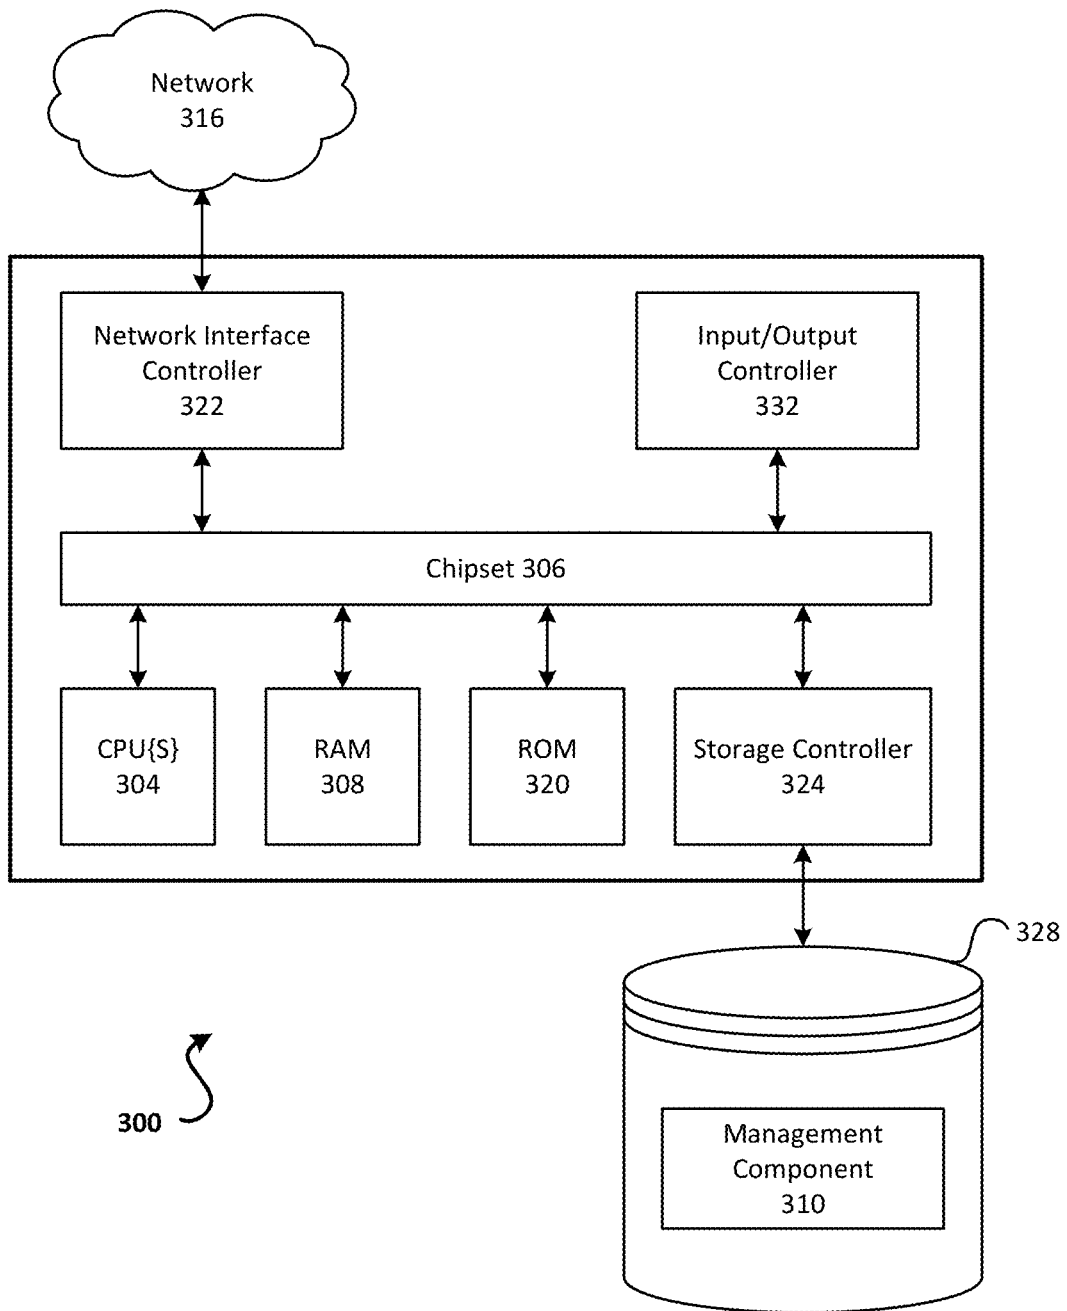 Network
316
Network Interface
Controller
322
Input/Output
Controller
332
Chipset 306
CPU{S}
304
RAM
308
ROM
320
Storage Controller
324
328
300
Management
Component
310